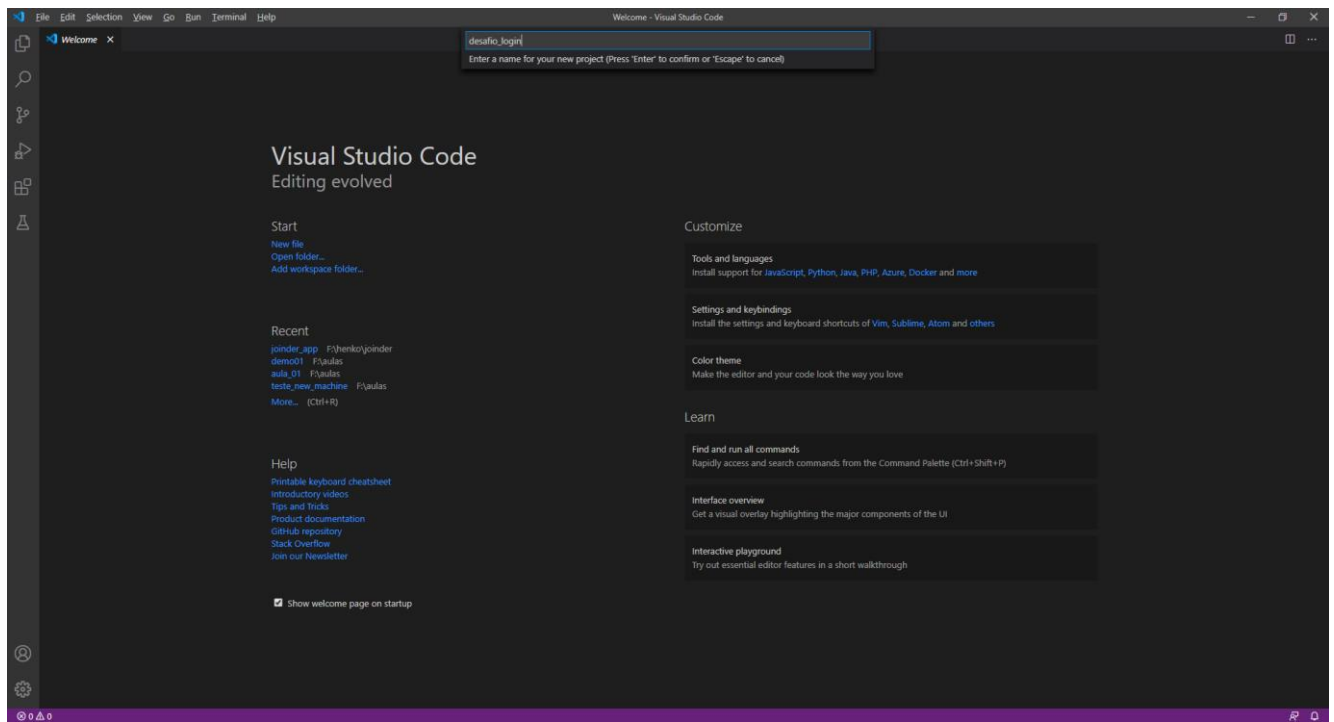 File Edit Selection View Go Run Terminal Help
Welcome - Visual Studio Code
Welcome
desafio_login
Enter a name for your new project (Press 'Enter' to confirm or 'Escape' to cancel)
Visual Studio Code
Editing evolved
Start
New file
Open folder...
Add workspace folder...
Recent
joinder_app F:\henko\joinder
demo01 F:\aulas
aula_01 F:\aulas
teste_new_machine F:\aulas
More... (Ctrl+R)
Help
Printable keyboard cheatsheet
Introductory videos
Tips and Tricks
Product documentation
GitHub repository
Stack Overflow
Join our Newsletter
Show welcome page on startup
Customize
Tools and languages
Install support for JavaScript, Python, Java, PHP, Azure, Docker and more
Settings and keybindings
Install the settings and keyboard shortcuts of Vim, Sublime, Atom and others
Color theme
Make the editor and your code look the way you love
Learn
Find and run all commands
Rapidly access and search commands from the Command Palette (Ctrl+Shift+P)
Interface overview
Get a visual overlay highlighting the major components of the UI
Interactive playground
Try out essential editor features in a short walkthrough
0 0